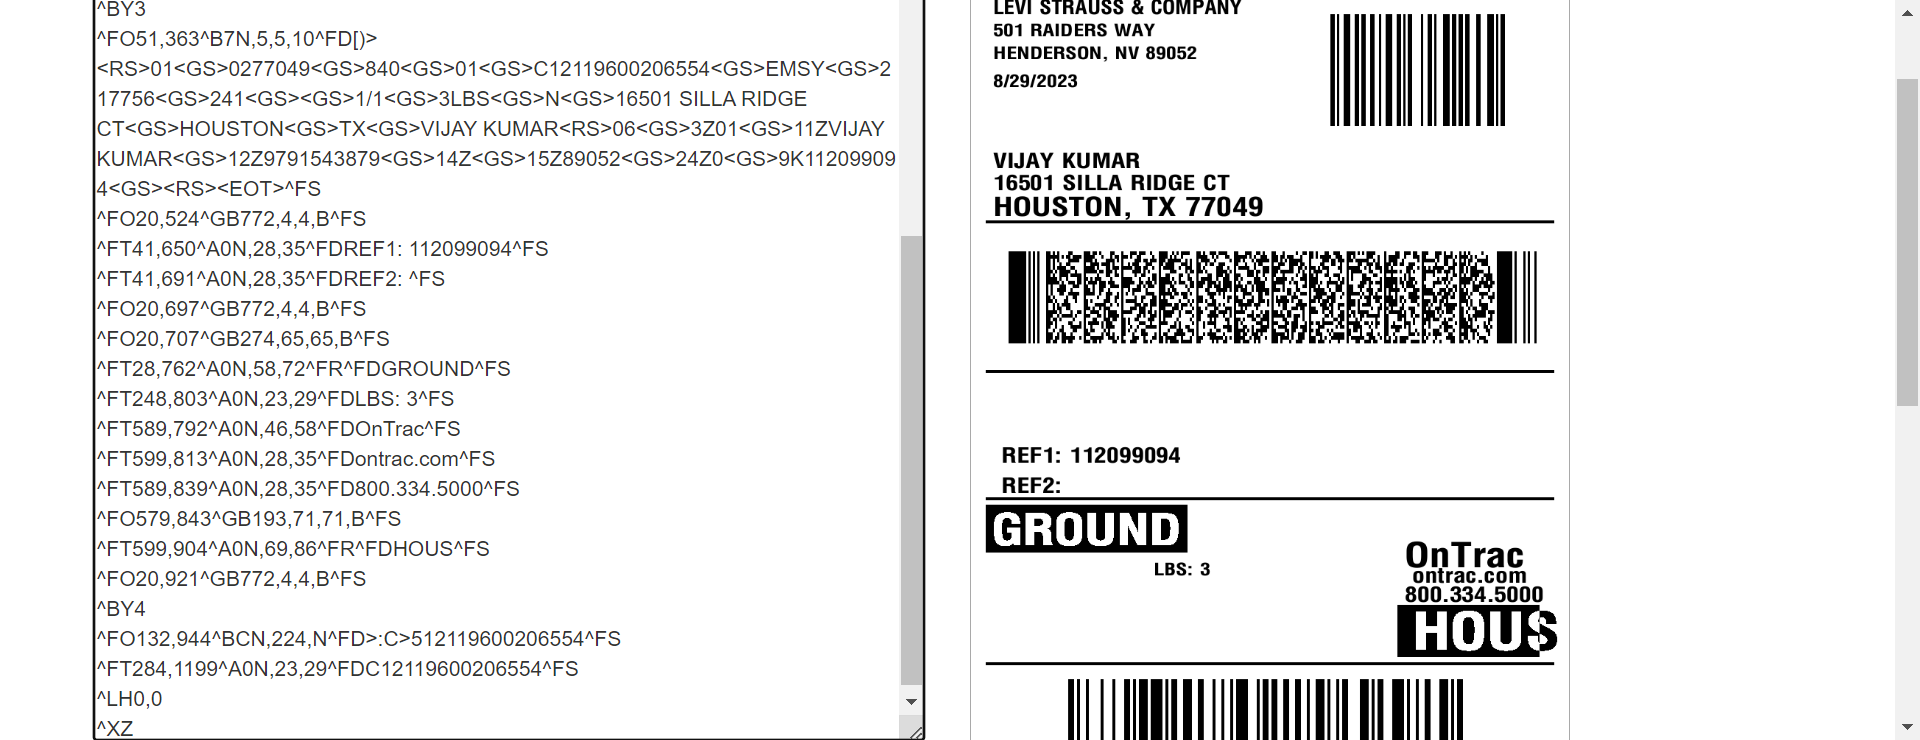 ^BY3
^FO51,363^B7N,5,5,10^FD[)>
<RS>01<GS>0277049<GS>840<GS>01<GS>C12119600206554<GS>EMSY<GS>2
17756<GS>241<GS><GS>1/1<GS>3LBS<GS>N<GS>16501 SILLA RIDGE
CT<GS>HOUSTON<GS>TX<GS>VIJAY KUMAR<RS>06<GS>3Z01<GS>11ZVIJAY
KUMAR<GS>12Z9791543879<GS>14Z<GS>15Z89052<GS>24Z0<GS>9K11209909
4<GS><RS><EOT>^FS
^FO20,524^GB772,4,4,B^FS
^FT41,650^A0N,28,35^FDREF1: 112099094^FS
^FT41,691^A0N,28,35^FDREF2: ^FS
^FO20,697^GB772,4,4,B^FS
^FO20,707^GB274,65,65,B^FS
^FT28,762^A0N,58,72^FR^FDGROUND^FS
^FT248,803^A0N,23,29^FDLBS: 3^FS
^FT589,792^A0N,46,58^FDOnTrac^FS
^FT599,813^A0N,28,35^FDontrac.com^FS
^FT589,839^A0N,28,35^FD800.334.5000^FS
^FO579,843^GB193,71,71,B^FS
^FT599,904^A0N,69,86^FR^FDHOUS^FS
^FO20,921^GB772,4,4,B^FS
^BY4
^FO132,944^BCN,224,N^FD>:C>512119600206554^FS
^FT284,1199^A0N,23,29^FDC12119600206554^FS
^LH0,0
^XZ
LEVI STRAUSS & COMPANY
501 RAIDERS WAY
HENDERSON, NV 89052
8/29/2023
VIJAY KUMAR
16501 SILLA RIDGE CT
HOUSTON, TX 77049
REF1: 112099094
REF2:
GROUND
LBS: 3
OnTrac
ontrac.com
800.334.5000
HOUS